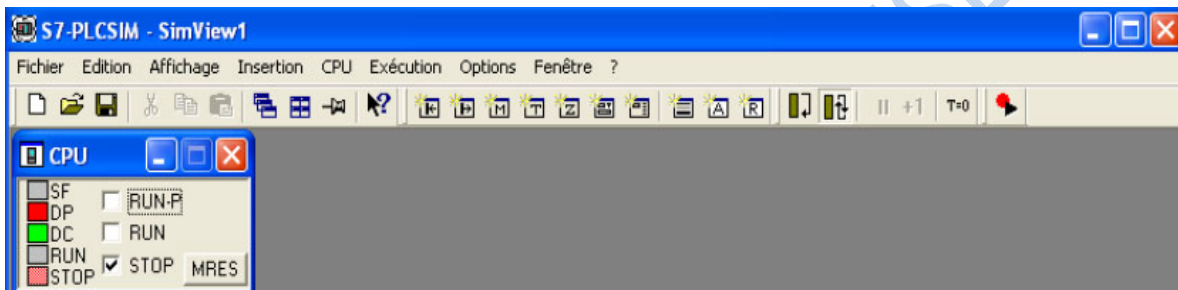 S7-PLCSIM - SimView1
Fichier Edition Affichage Insertion CPU Exécution Options Fenêtre ?
+1 T=0
CPU
SF
RUN-P
DP
DC RUN
RUN
STOP STOP MRES